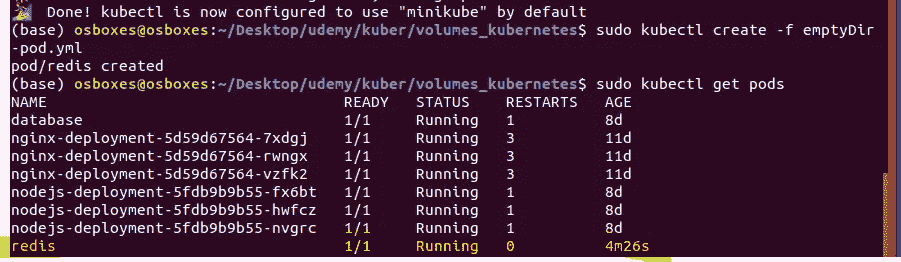 Done! kubectl is now configured to use "minikube" by default
(base) osboxes@osboxes:~/Desktop/udemy/kuber/volumes_kubernetes$ sudo kubectl create -f emptyDir
-pod.yml
pod/redis created
(base) osboxes@osboxes:~/Desktop/udemy/kuber/volumes_kubernetes$ sudo kubectl get pods
NAME READY STATUS RESTARTS AGE
database 1/1 Running 1 8d
nginx-deployment-5d59d67564-7xdgj 1/1 Running 3 11d
nginx-deployment-5d59d67564-rwngx 1/1 Running 3 11d
nginx-deployment-5d59d67564-vzfk2 1/1 Running 3 11d
nodejs-deployment-5fdb9b9b55-fx6bt 1/1 Running 1 8d
nodejs-deployment-5fdb9b9b55-hwfcz 1/1 Running 1 8d
nodejs-deployment-5fdb9b9b55-nvgrc 1/1 Running 1 8d
redis 1/1 Running 0 4m26s